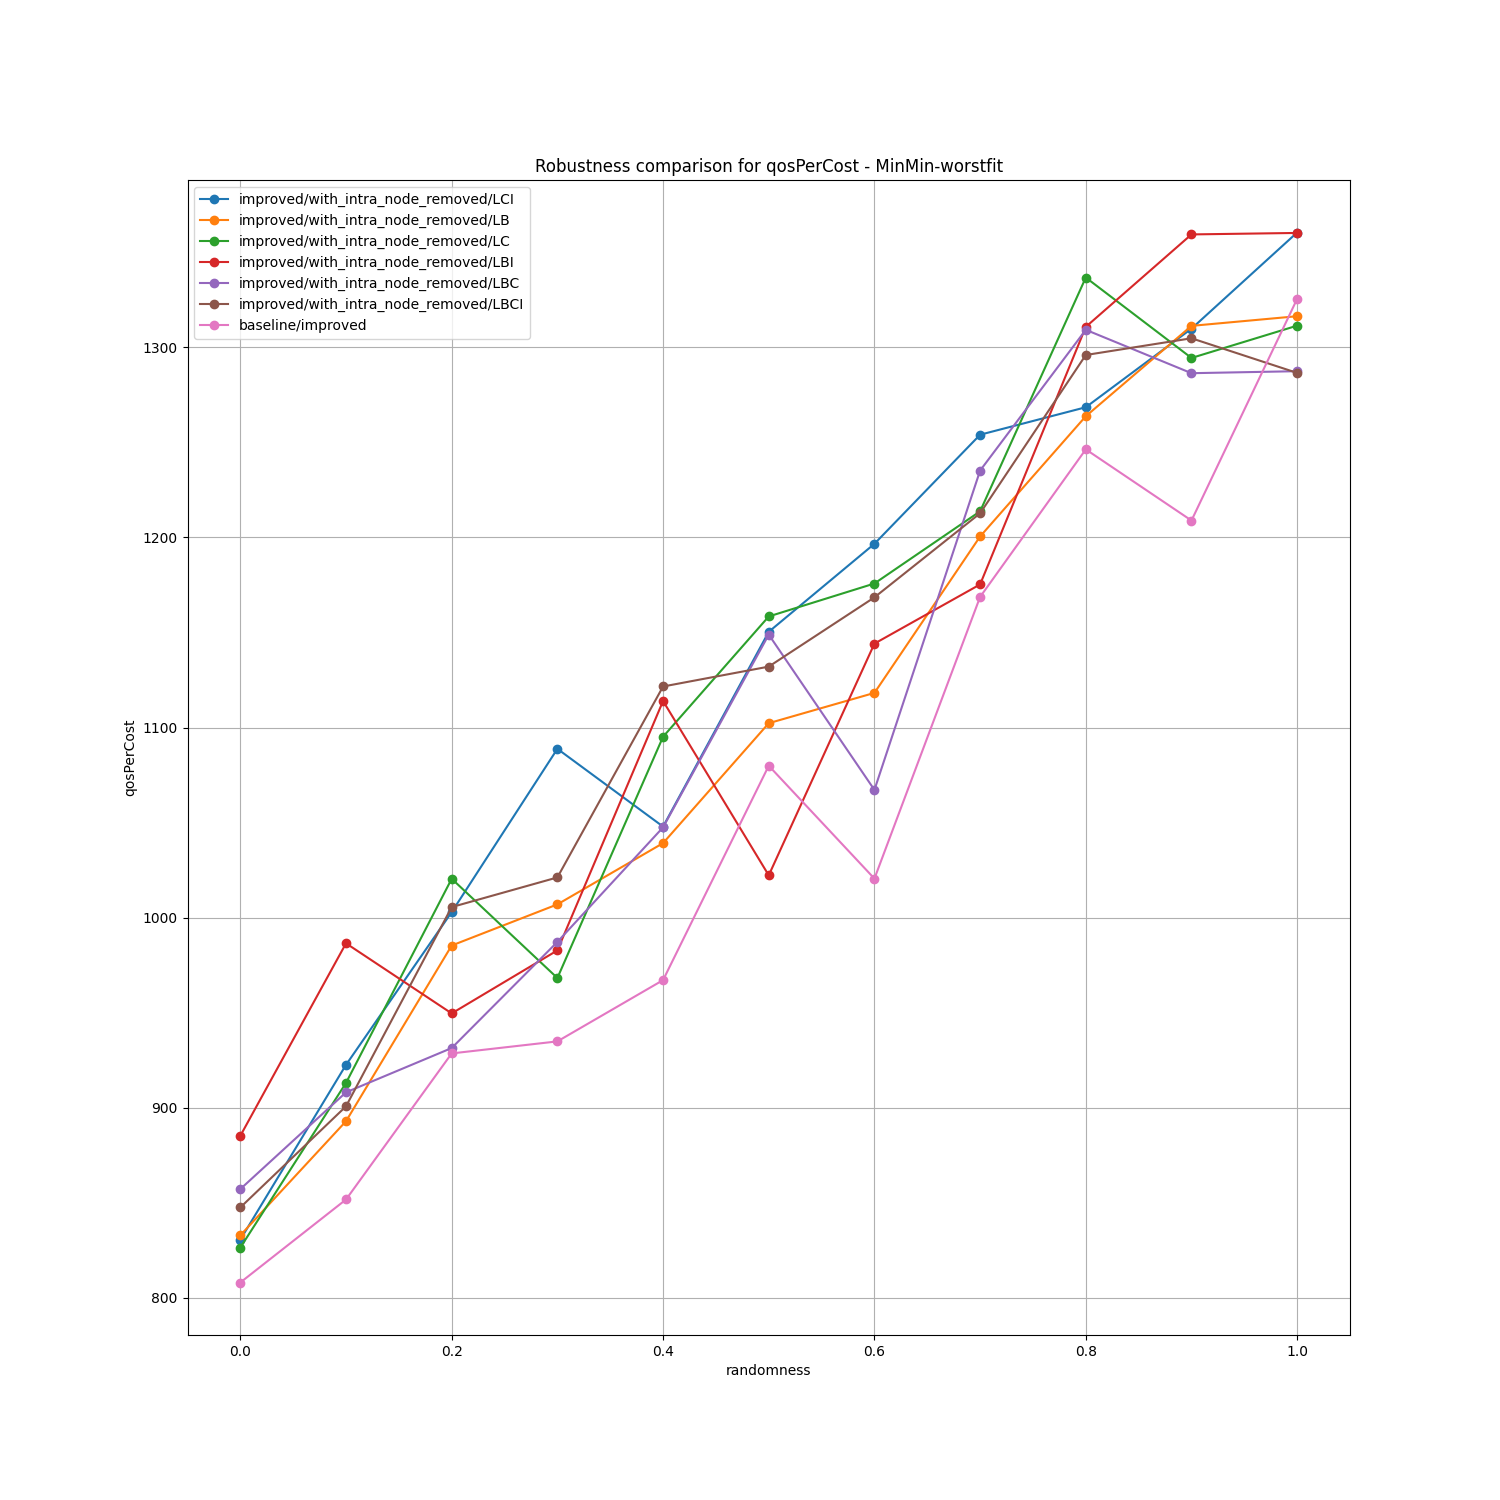 Robustness comparison for qosPerCost - MinMin-worstfit
improved/with_intra_node_removed/LCI
improved/with_intra_node_removed/LB
improved/with_intra_node_removed/LC
improved/with_intra_node_removed/LBI
improved/with_intra_node_removed/LBC
improved/with_intra_node_removed/LBCI
baseline/improved
1300
1200
1100
1000
900
800
qosPerCost
0.0 0.2 0.4 0.6 0.8 1.0
randomness